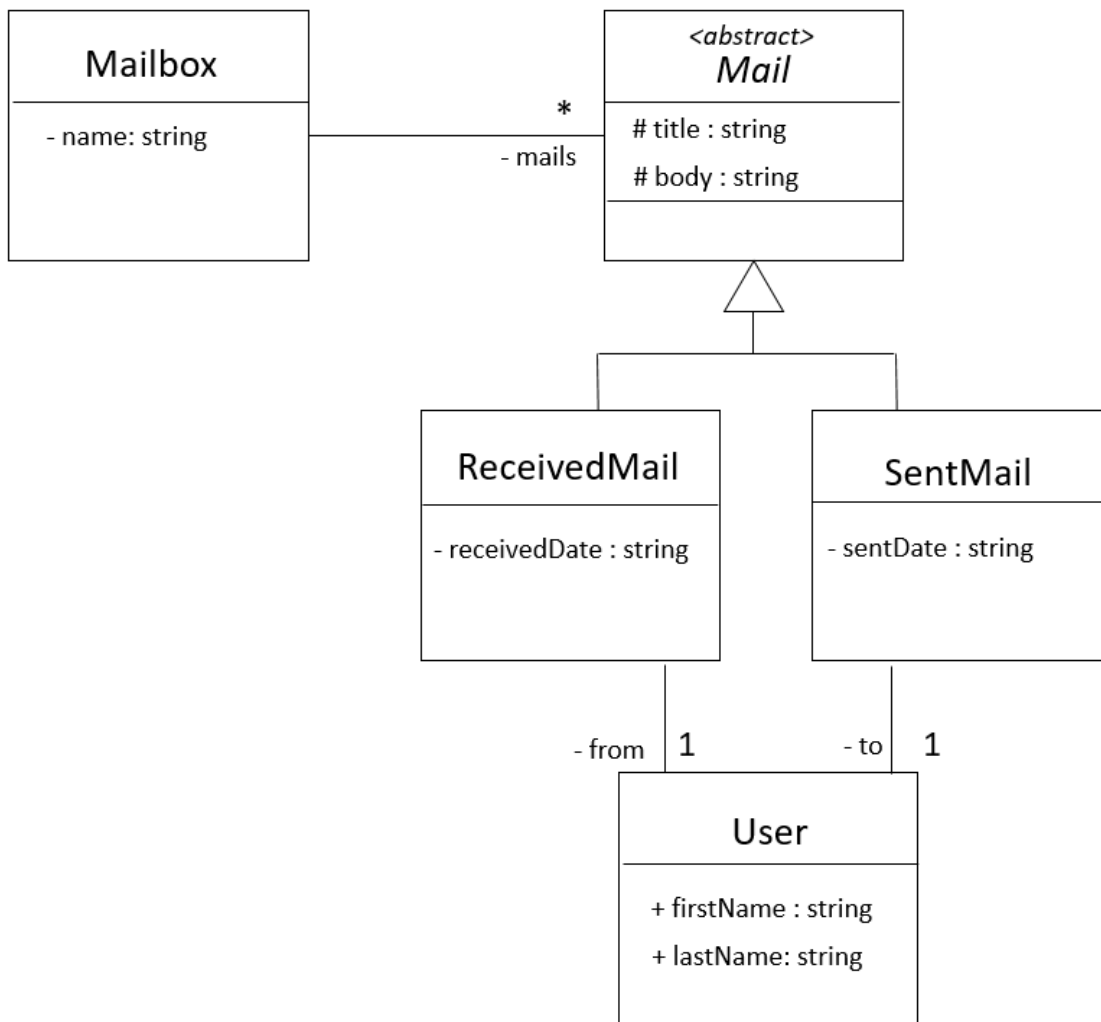 Mailbox
- name: string
*
- mails
<abstract>
Mail
# title : string
# body : string
ReceivedMail
- receivedDate : string
SentMail
- sentDate : string
- from
1
- to
1
User
+ firstName : string
+ lastName: string